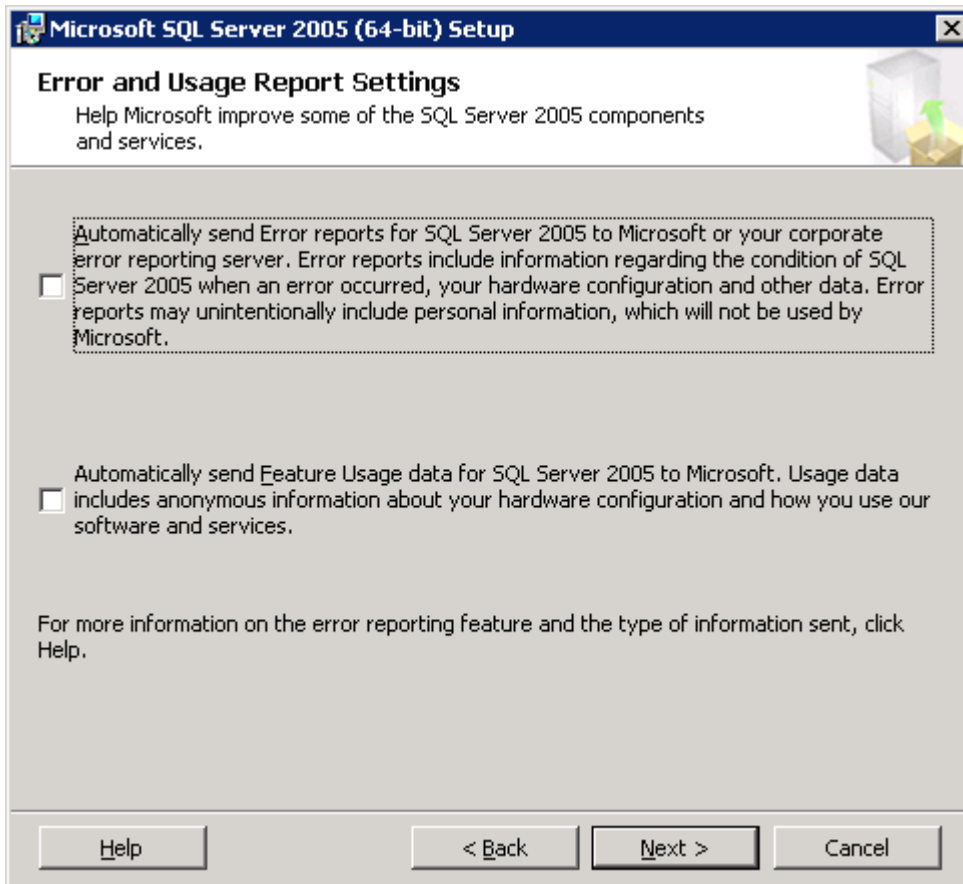 Microsoft SQL Server 2005 (64-bit) Setup
Error and Usage Report Settings
Help Microsoft improve some of the SQL Server 2005 components
and services.
Automatically send Error reports for SQL Server 2005 to Microsoft or your corporate
error reporting server. Error reports include information regarding the condition of SQL
Server 2005 when an error occurred, your hardware configuration and other data. Error
reports may unintentionally include personal information, which will not be used by
Microsoft.
Automatically send Feature Usage data for SQL Server 2005 to Microsoft. Usage data
includes anonymous information about your hardware configuration and how you use our
software and services.
For more information on the error reporting feature and the type of information sent, click
Help.
Help
< Back
Next >
Cancel